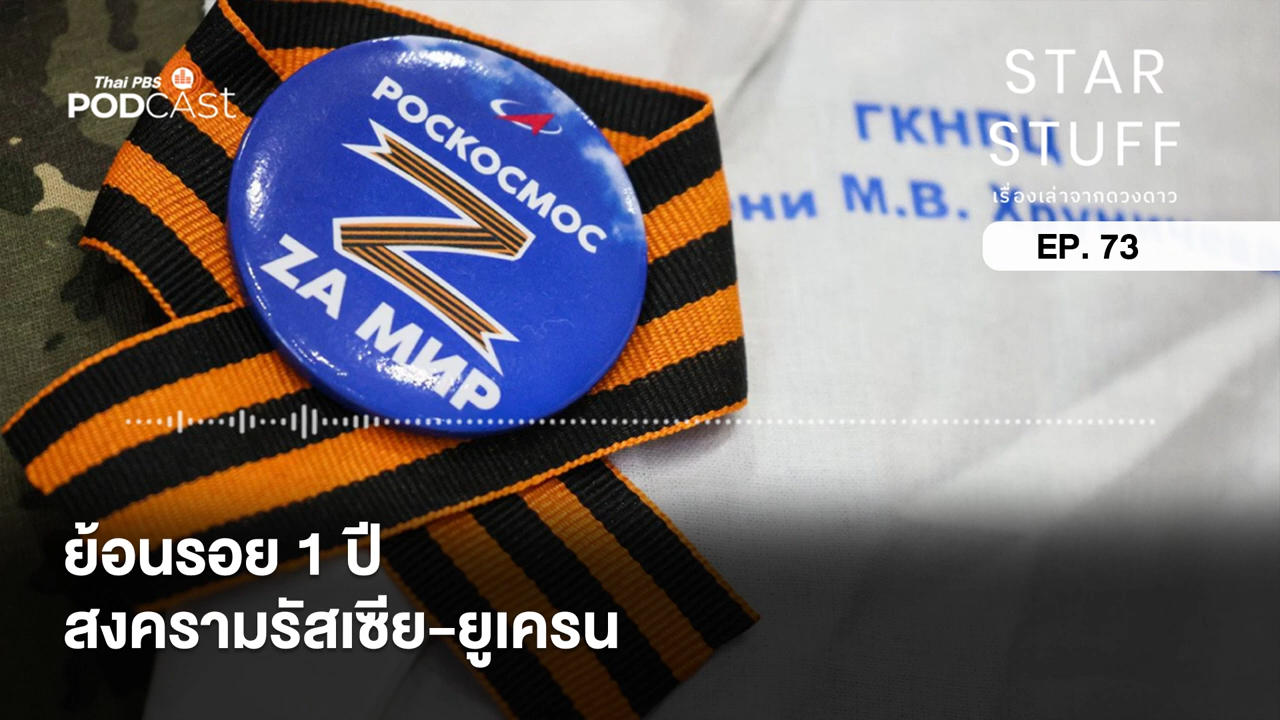 Thai PBS
PODCAST
РОСКОСМОС
ZA МИР
STAR
STUFF
เรื่องเล่าจากดวงดาว
EP. 73
ГКНПЦ
М.В.
ย้อนรอย 1 ปี
สงครามรัสเซีย-ยูเครน